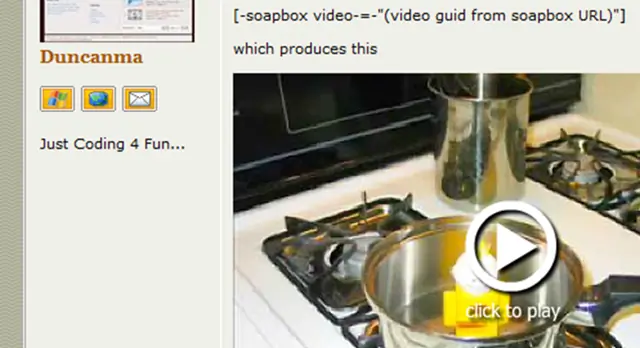 Duncanma
Just Coding 4 Fun...
[-soapbox video-=-"(video guid from soapbox URL)"]
which produces this
click to play